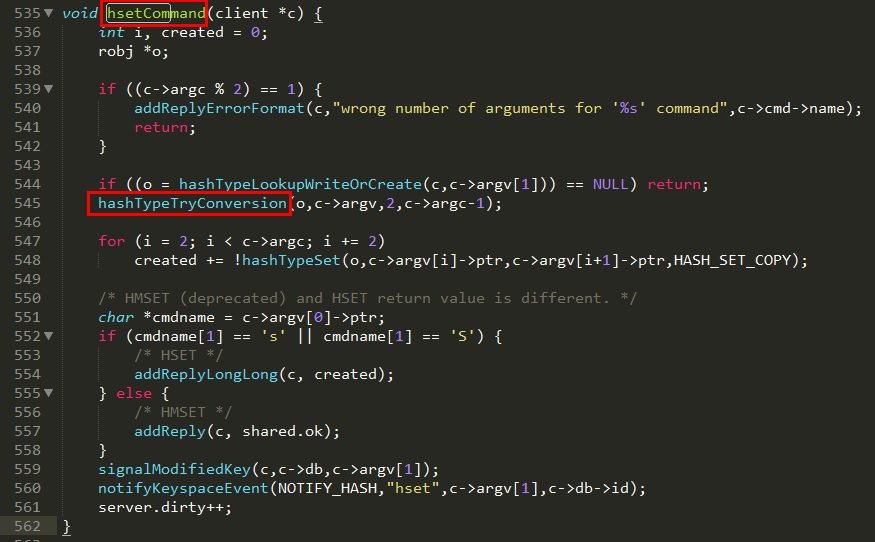 535 void hsetCommand(client *c) {
536     int i, created = 0;
537     robj *o;
538
539     if ((c->argc % 2) == 1) {
540         addReplyErrorFormat(c,"wrong number of arguments for '%s' command",c->cmd->name);
541         return;
542     }
543
544     if ((o = hashTypeLookupWriteOrCreate(c,c->argv[1])) == NULL) return;
545     hashTypeTryConversion(o,c->argv,2,c->argc-1);
546
547     for (i = 2; i < c->argc; i += 2)
548         created += !hashTypeSet(o,c->argv[i]->ptr,c->argv[i+1]->ptr,HASH_SET_COPY);
549
550     /* HMSET (deprecated) and HSET return value is different. */
551     char *cmdname = c->argv[0]->ptr;
552     if (cmdname[1] == 's' || cmdname[1] == 'S') {
553         /* HSET */
554         addReplyLongLong(c, created);
555     } else {
556         /* HMSET */
557         addReply(c, shared.ok);
558     }
559     signalModifiedKey(c,c->db,c->argv[1]);
560     notifyKeyspaceEvent(NOTIFY_HASH,"hset",c->argv[1],c->db->id);
561     server.dirty++;
562 }